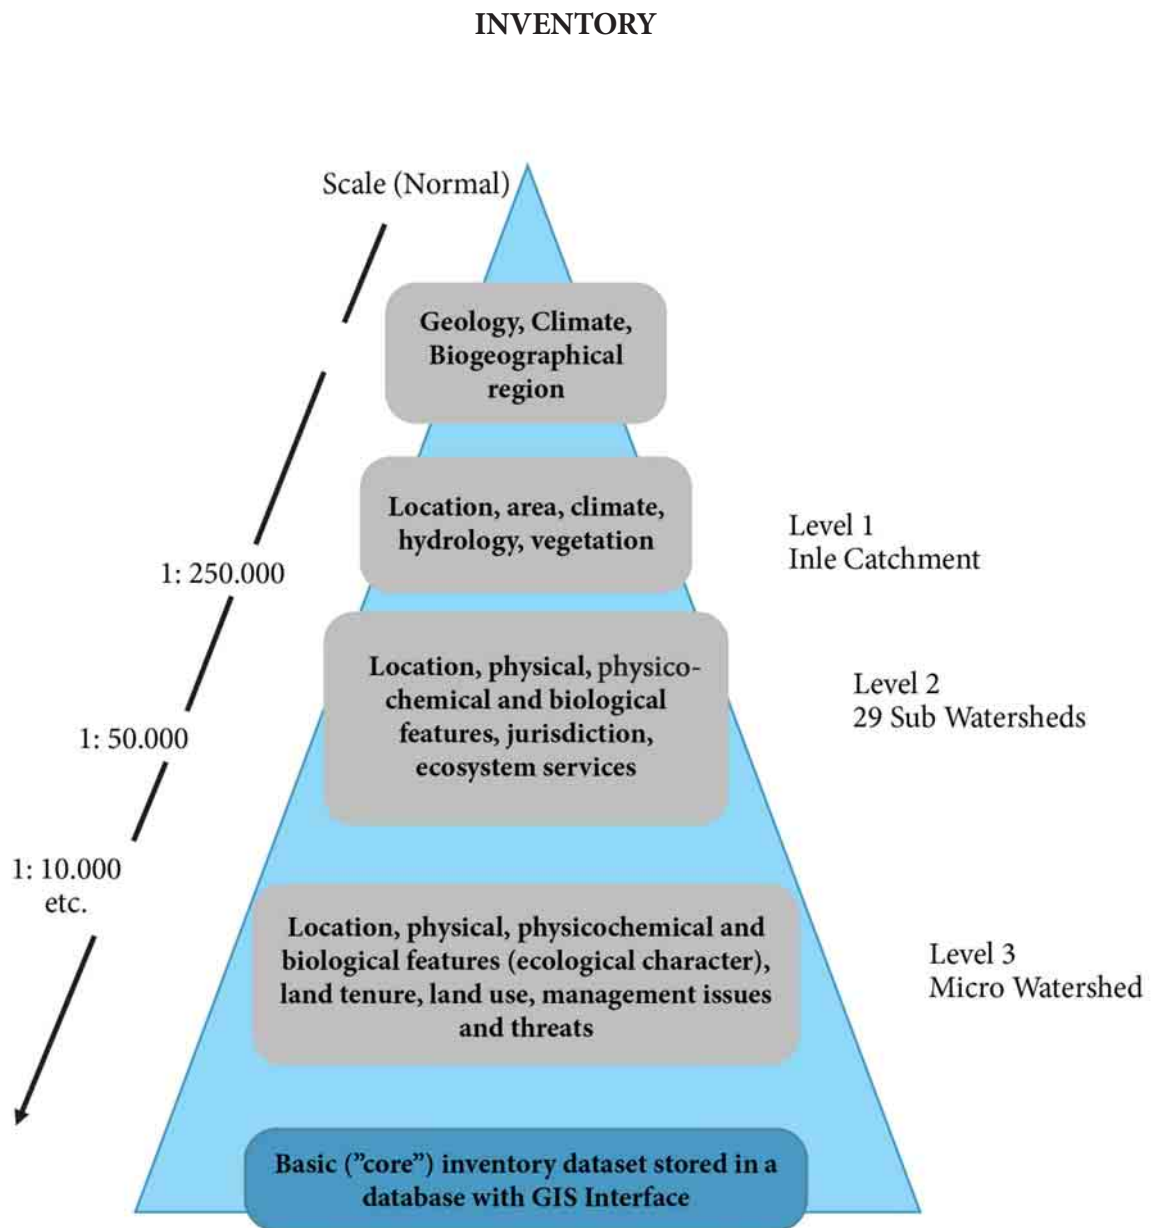 INVENTORY
Scale (Normal)
Geology, Climate,
Biogeographical
region
Location, area, climate,
hydrology, vegetation
Level 1
Inle Catchment
1: 250.000
Location, physical, physico-
chemical and biological
features, jurisdiction,
ecosystem services
Level 2
29 Sub Watersheds
1: 50.000
1: 10.000
etc.
Location, physical, physicochemical and
biological features (ecological character),
land tenure, land use, management issues
and threats
Level 3
Micro Watershed
Basic (”core”) inventory dataset stored in a
database with GIS Interface